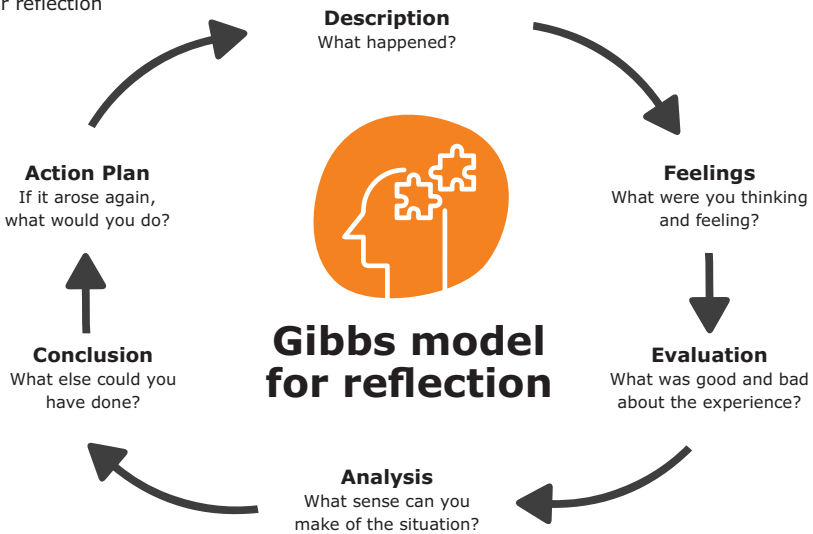 r reflection
Description
What happened?
Feelings
What were you thinking
and feeling?
Evaluation
What was good and bad
about the experience?
Analysis
What sense can you
make of the situation?
Conclusion
What else could you
have done?
Action Plan
If it arose again,
what would you do?
Gibbs model
for reflection